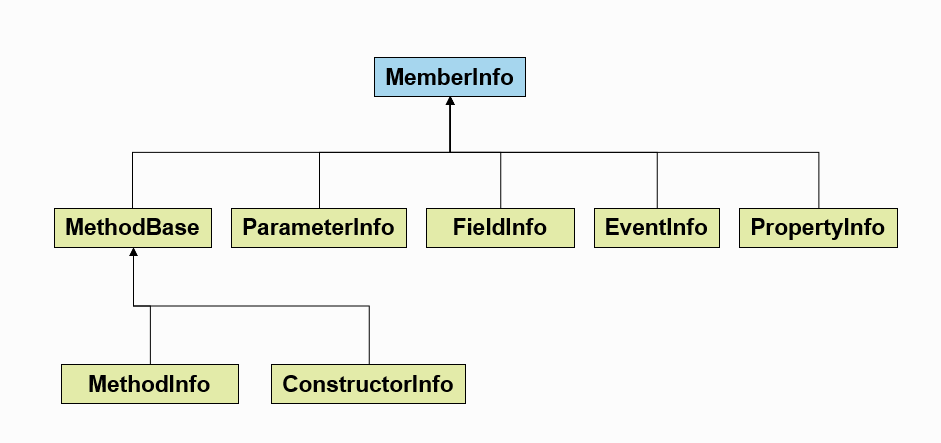 MemberInfo
MethodBase
ParameterInfo
FieldInfo
EventInfo
PropertyInfo
MethodInfo
ConstructorInfo